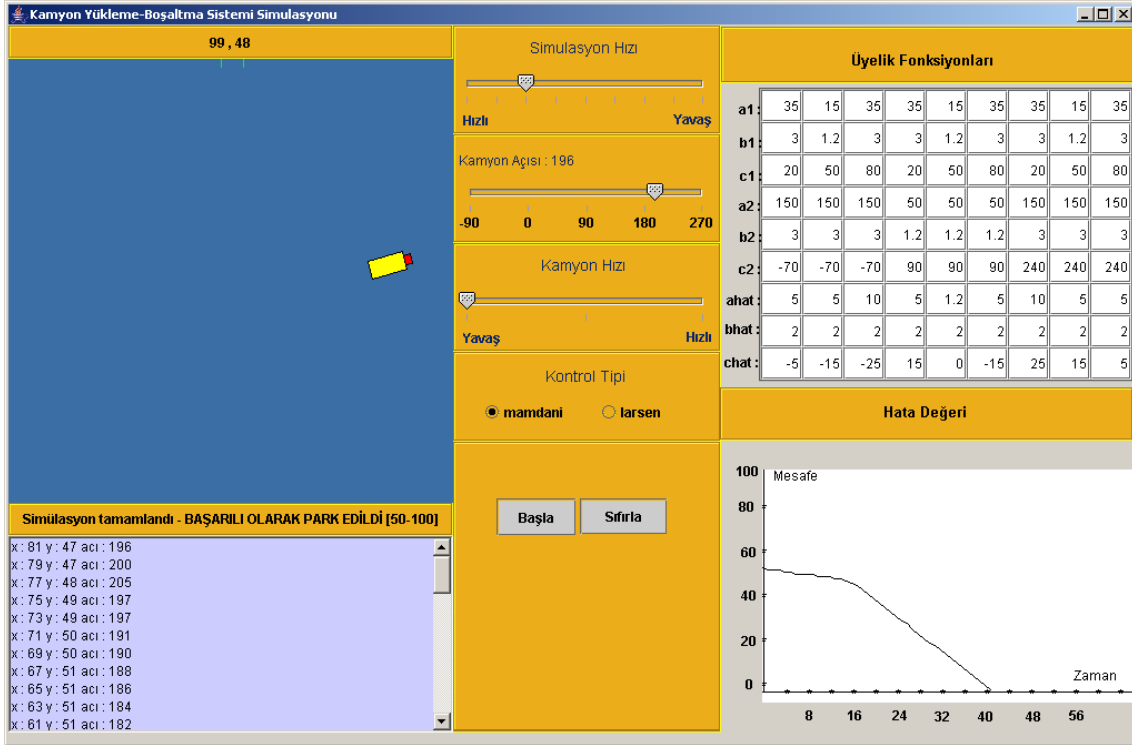 Kamyon Yükleme-Boşaltma Sistemi Simulasyonu
99 , 48
Simulasyon Hızı
Hızlı Yavaş
Kamyon Açısı : 196
-90 0 90 180 270
Kamyon Hızı
Yavaş Hızlı
Kontrol Tipi
mamdani larsen
Başla Sıfırla
Simülasyon tamamlandı - BAŞARILI OLARAK PARK EDİLDİ [50-100]
x : 81 y : 47 acı : 196
x : 79 y : 47 acı : 200
x : 77 y : 48 acı : 205
x : 75 y : 49 acı : 197
x : 73 y : 49 acı : 197
x : 71 y : 50 acı : 191
x : 69 y : 50 acı : 190
x : 67 y : 51 acı : 188
x : 65 y : 51 acı : 186
x : 63 y : 51 acı : 184
x : 61 y : 51 acı : 182
Üyelik Fonksiyonları
a1 : 35 15 35 35 15 35 35 15 35
b1 : 3 1.2 3 3 1.2 3 3 1.2 3
c1 : 20 50 80 20 50 80 20 50 80
a2 : 150 150 150 50 50 50 150 150 150
b2 : 3 3 3 1.2 1.2 1.2 3 3 3
c2 : -70 -70 -70 90 90 90 240 240 240
ahat : 5 5 10 5 1.2 5 10 5 5
bhat : 2 2 2 2 2 2 2 2 2
chat : -5 -15 -25 15 0 -15 25 15 5
Hata Değeri
100 Mesafe
80
60
40
20
0 Zaman
8 16 24 32 40 48 56